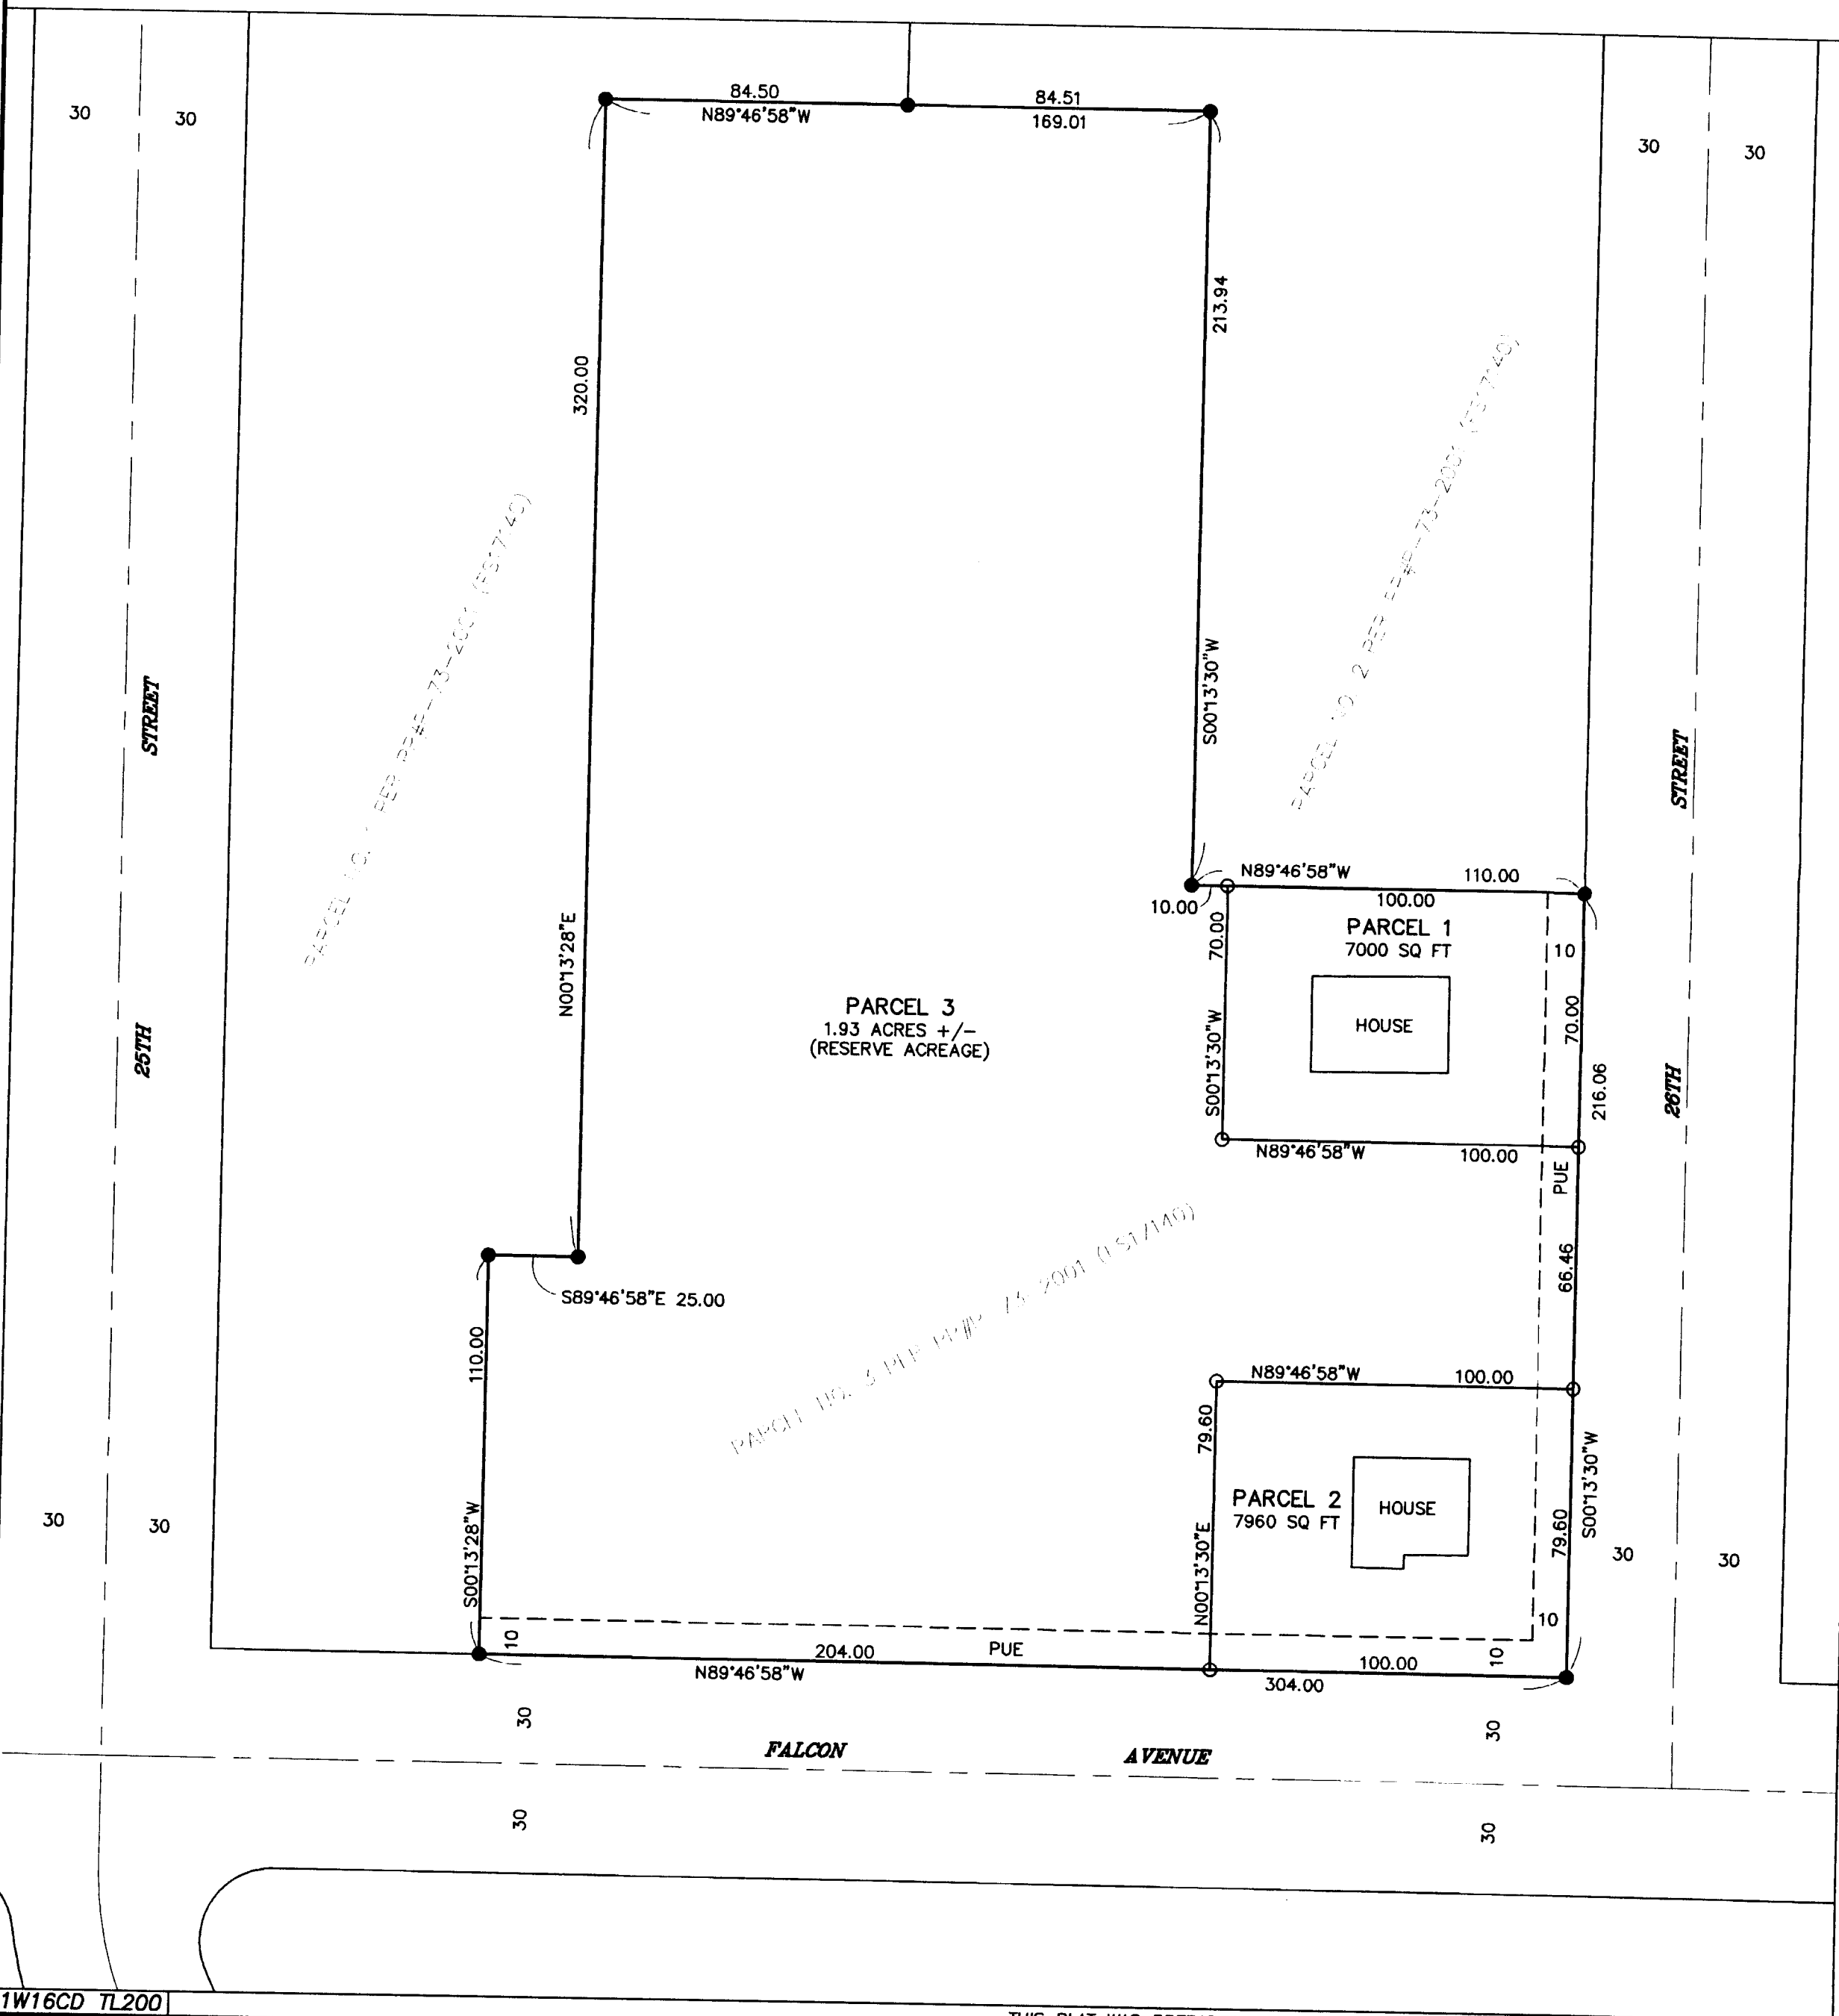 84.50
84.51
N89°46'58"W
169.01
30
30
30
30
213.94
320.00
S00°13'30"W
N00°13'28"E
STREET
25TH
STREET
26TH
N89°46'58"W
110.00
10.00
100.00
70.00
PARCEL 1
7000 SQ FT
10
HOUSE
70.00
S00°13'30"W
216.06
PARCEL 3
1.93 ACRES +/-
(RESERVE ACREAGE)
N89°46'58"W
100.00
PUE
66.46
S89°46'58"E 25.00
110.00
S00°13'28"W
N89°46'58"W
100.00
79.60
PARCEL 2
7960 SQ FT
HOUSE
N00°13'30"E
79.60
S00°13'30"W
30
30
30
30
10
10
10
204.00
PUE
100.00
N89°46'58"W
304.00
30
30
FALCON AVENUE
30
30
1W16CD TL200